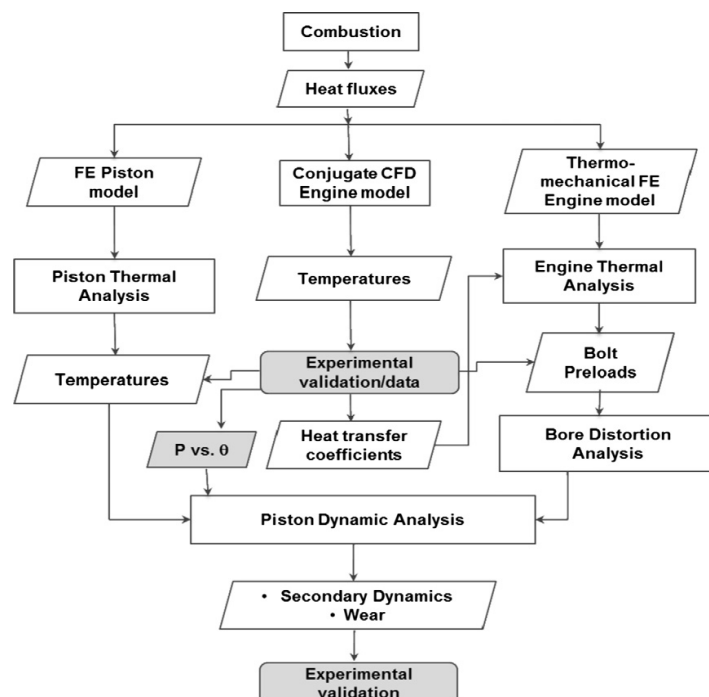 Combustion
Heat fluxes
FE Piston
model
Conjugate CFD
Engine model
Thermo-
mechanical FE
Engine model
Piston Thermal
Analysis
Temperatures
Engine Thermal
Analysis
Temperatures
Experimental
validation/data
Bolt
Preloads
P vs. θ
Heat transfer
coefficients
Bore Distortion
Analysis
Piston Dynamic Analysis
• Secondary Dynamics
• Wear
Experimental
validation